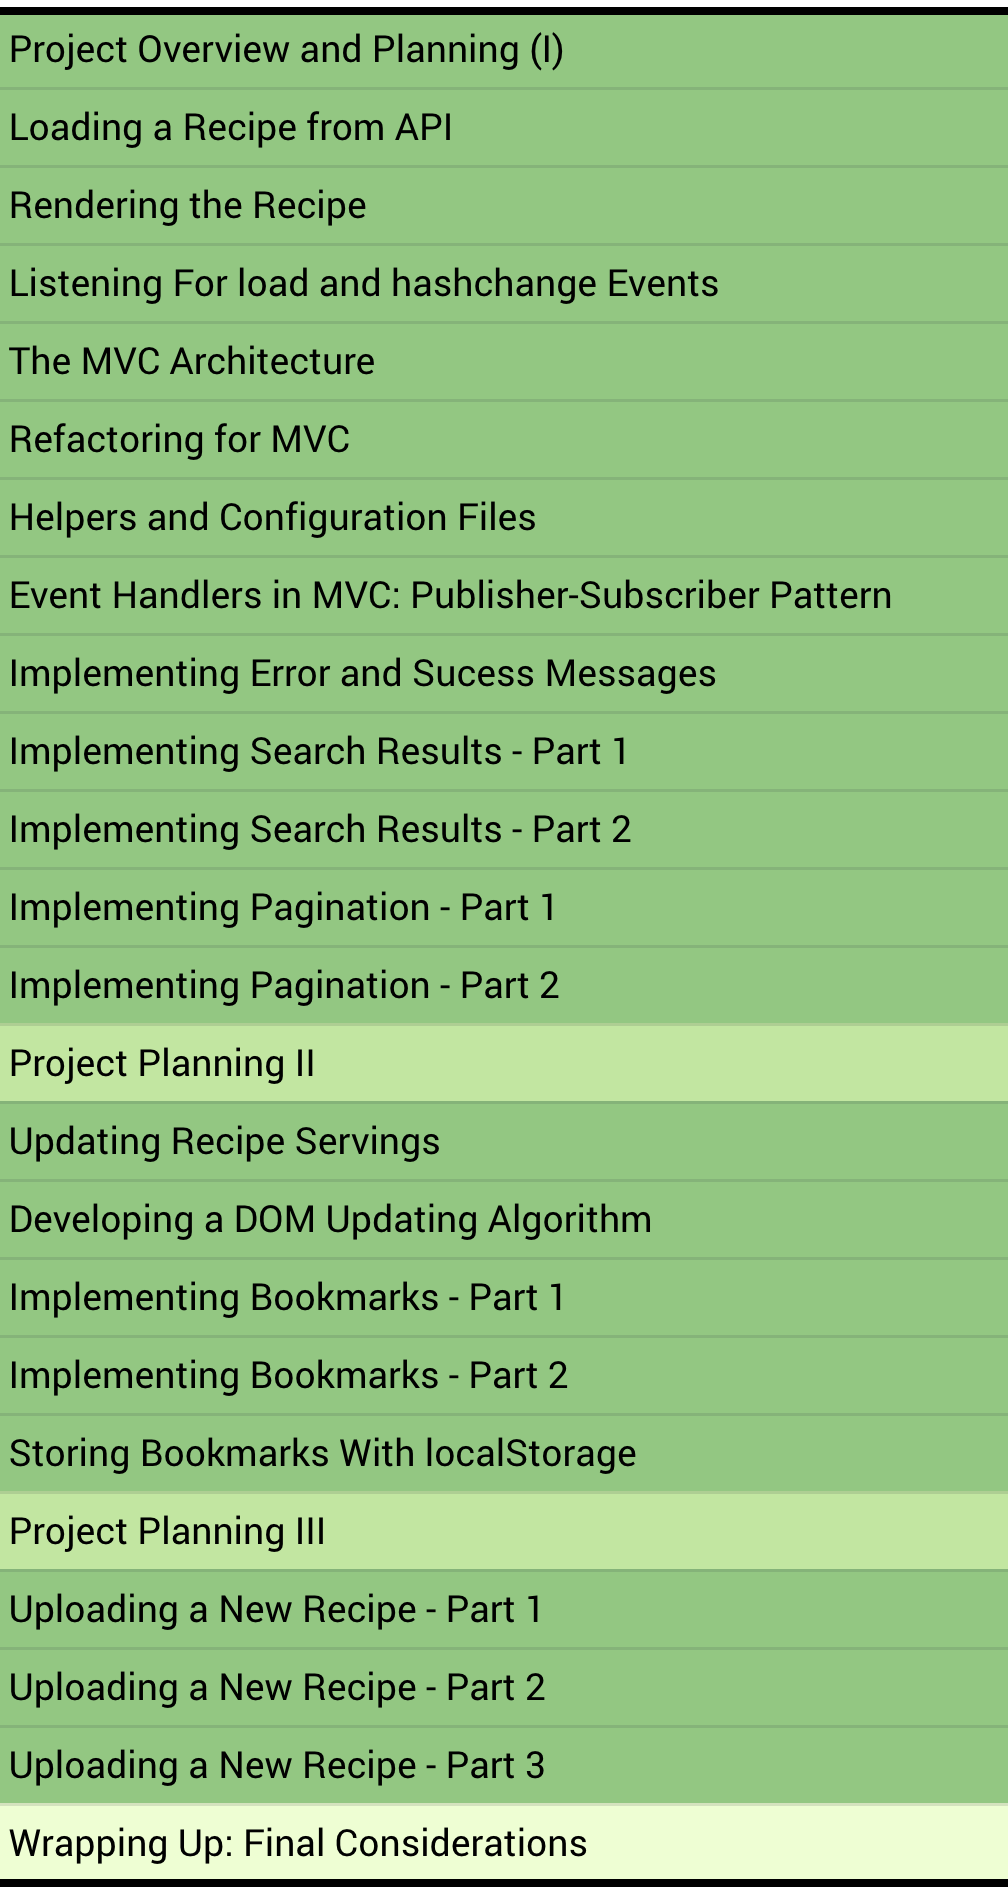 Project Overview and Planning (I)
Loading a Recipe from API
Rendering the Recipe
Listening For load and hashchange Events
The MVC Architecture
Refactoring for MVC
Helpers and Configuration Files
Event Handlers in MVC: Publisher-Subscriber Pattern
Implementing Error and Sucess Messages
Implementing Search Results - Part 1
Implementing Search Results - Part 2
Implementing Pagination - Part 1
Implementing Pagination - Part 2
Project Planning II
Updating Recipe Servings
Developing a DOM Updating Algorithm
Implementing Bookmarks - Part 1
Implementing Bookmarks - Part 2
Storing Bookmarks With localStorage
Project Planning III
Uploading a New Recipe - Part 1
Uploading a New Recipe - Part 2
Uploading a New Recipe - Part 3
Wrapping Up: Final Considerations